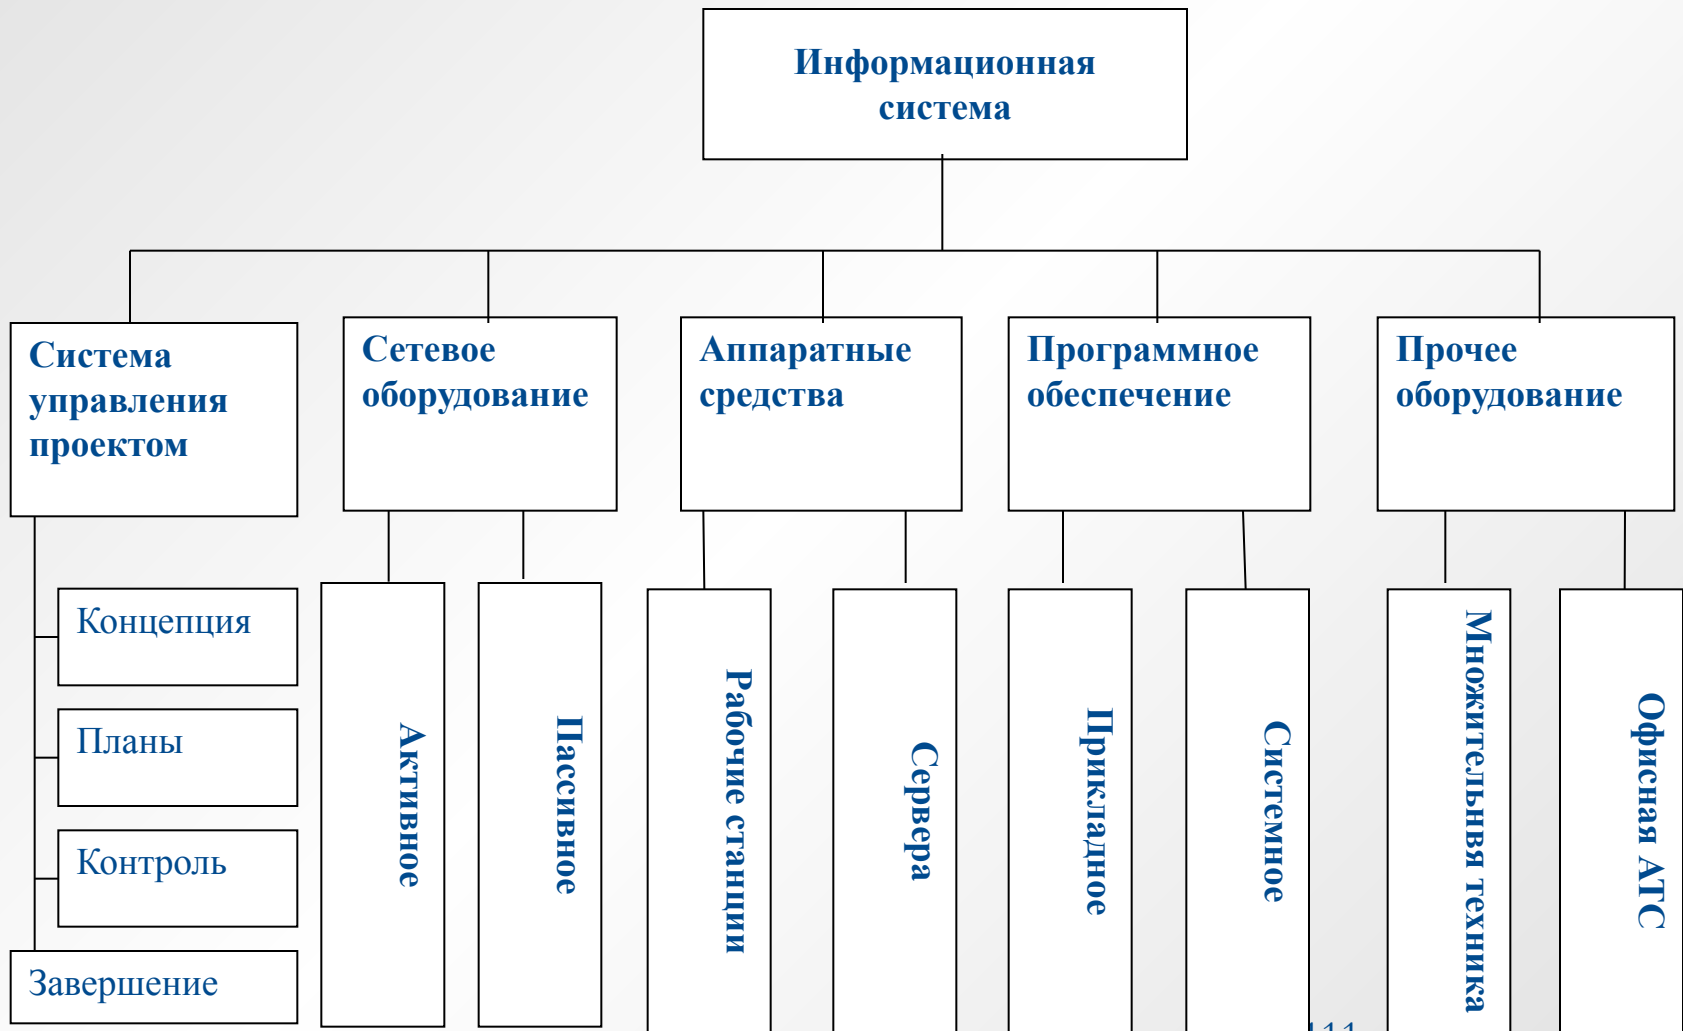 Информационная
система
Система
управления
проектом
Сетевое
оборудование
Аппаратные
средства
Программное
обеспечение
Прочее
оборудование
Концепция
Планы
Контроль
Завершение
Активное
Пассивное
Рабочие станции
Сервера
Прикладное
Системное
Множительнвя техника
Офисная АТС